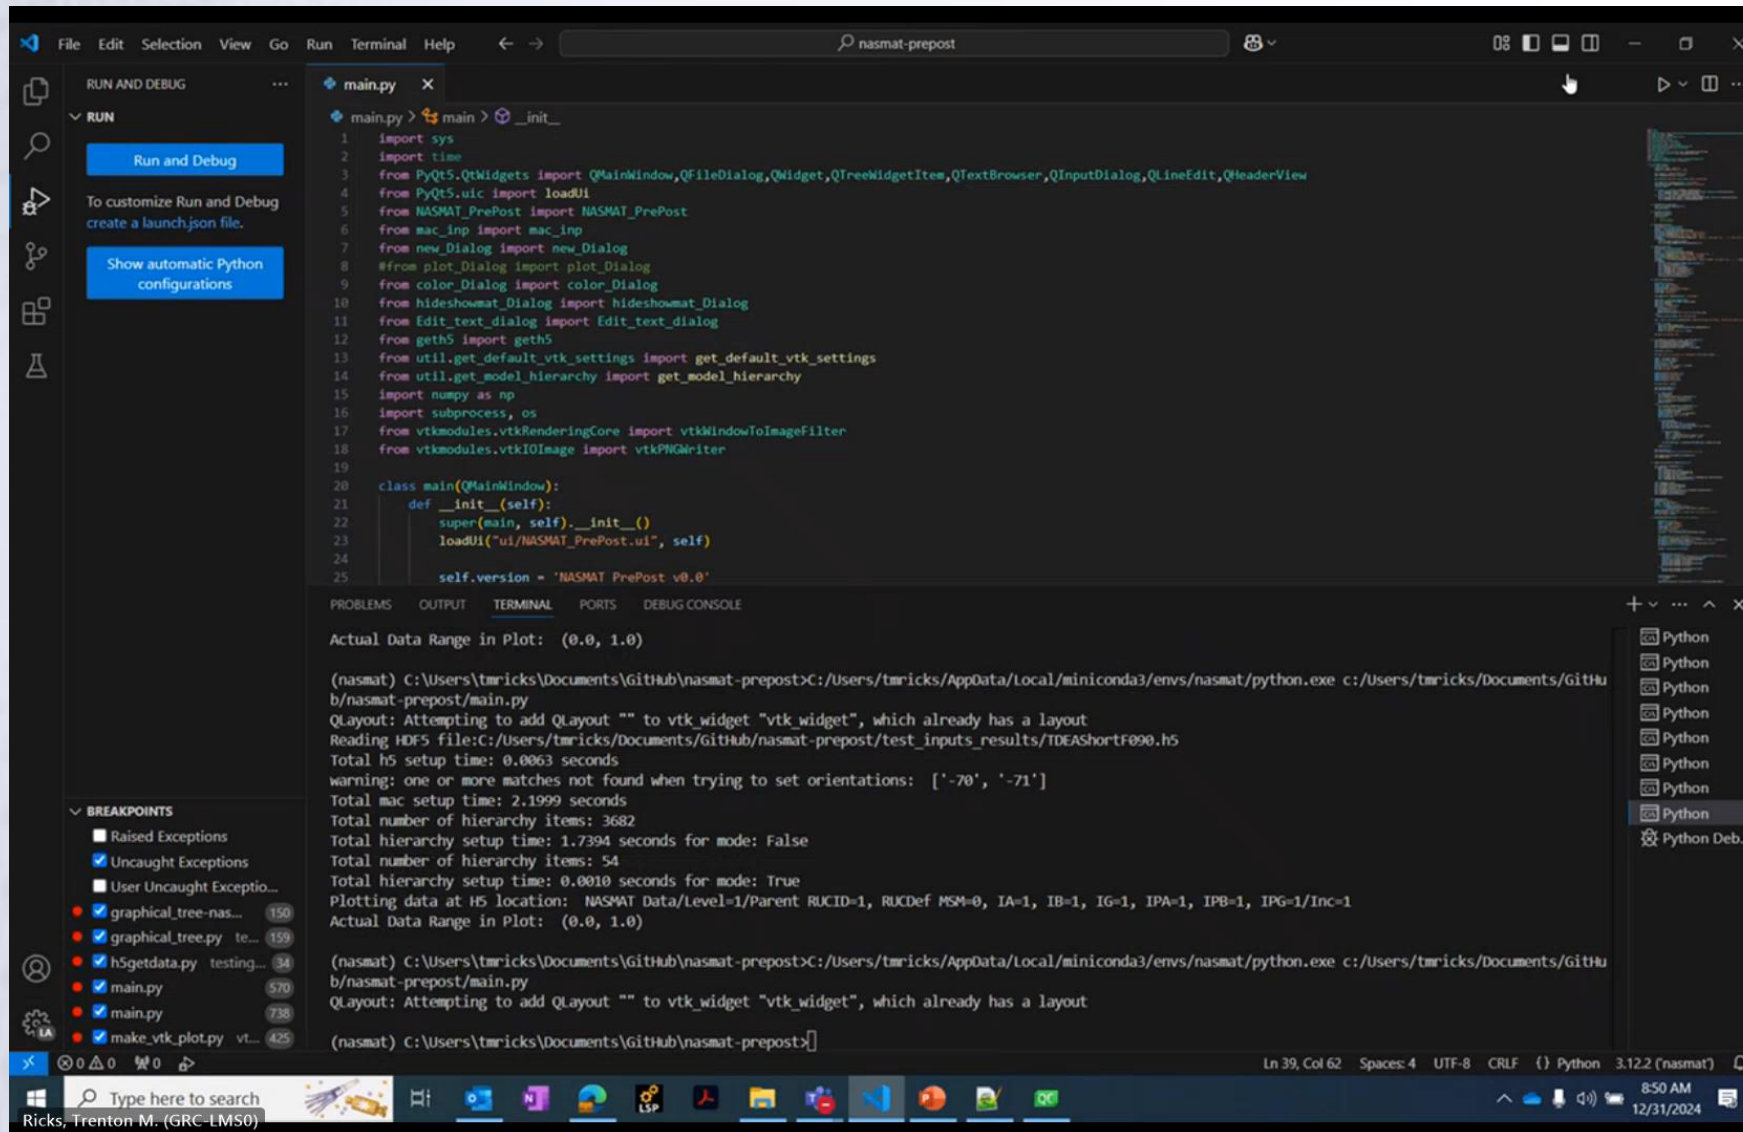 File Edit Selection View Go Run Terminal Help
nasmat-prepost
RUN AND DEBUG
RUN
Run and Debug
To customize Run and Debug
create a launch.json file.
Show automatic Python
configurations
main.py
main.py > main > __init__
1 import sys
2 import time
3 from PyQt5.QtWidgets import QMainWindow,QFileDialog,QWidget,QTreeWidgetItem,QTextBrowser,QInputDialog,QLineEdit,QHeaderView
4 from PyQt5.uic import loadUi
5 from NASMAT_PrePost import NASMAT_PrePost
6 from mac_inp import mac_inp
7 from new_Dialog import new_Dialog
8 #from plot_Dialog import plot_Dialog
9 from color_Dialog import color_Dialog
10 from hideshowmat_Dialog import hideshowmat_Dialog
11 from Edit_text_dialog import Edit_text_dialog
12 from geth5 import geth5
13 from util.get_default_vtk_settings import get_default_vtk_settings
14 from util.get_model_hierarchy import get_model_hierarchy
15 import numpy as np
16 import subprocess, os
17 from vtkmodules.vtkRenderingCore import vtkWindowToImageFilter
18 from vtkmodules.vtkIOImage import vtkPNGWriter
19
20 class main(QMainWindow):
21 def __init__(self):
22 super(main, self).__init__()
23 loadUi("ui/NASMAT_PrePost.ui", self)
24
25 self.version = 'NASMAT PrePost v0.0'
PROBLEMS OUTPUT TERMINAL PORTS DEBUG CONSOLE
Actual Data Range in Plot: (0.0, 1.0)
(nasmat) C:\Users\tmricks\Documents\GitHub\nasmat-prepost>C:/Users/tmricks/AppData/Local/miniconda3/envs/nasmat/python.exe c:/Users/tmricks/Documents/GitHu
b/nasmat-prepost/main.py
QLayout: Attempting to add QLayout "" to vtk_widget "vtk_widget", which already has a layout
Reading HDF5 file:C:/Users/tmricks/Documents/GitHub/nasmat-prepost/test_inputs_results/TDEAShortF090.h5
Total h5 setup time: 0.0063 seconds
warning: one or more matches not found when trying to set orientations: ['-70', '-71']
Total mac setup time: 2.1999 seconds
Total number of hierarchy items: 3682
Total hierarchy setup time: 1.7394 seconds for mode: False
Total number of hierarchy items: 54
Total hierarchy setup time: 0.0010 seconds for mode: True
Plotting data at H5 location: NASMAT Data/Level=1/Parent RUCID=1, RUCDef MSM=0, IA=1, IB=1, IG=1, IPA=1, IPB=1, IPG=1/Inc=1
Actual Data Range in Plot: (0.0, 1.0)
(nasmat) C:\Users\tmricks\Documents\GitHub\nasmat-prepost>C:/Users/tmricks/AppData/Local/miniconda3/envs/nasmat/python.exe c:/Users/tmricks/Documents/GitHu
b/nasmat-prepost/main.py
QLayout: Attempting to add QLayout "" to vtk_widget "vtk_widget", which already has a layout
(nasmat) C:\Users\tmricks\Documents\GitHub\nasmat-prepost>
Python
Python
Python
Python
Python
Python
Python
Python
Python Deb.
BREAKPOINTS
Raised Exceptions
Uncaught Exceptions
User Uncaught Exceptio...
graphical_tree-nas... 150
graphical_tree.py te... 159
h5getdata.py testing... 34
main.py 570
main.py 738
make_vtk_plot.py vt... 425
LA
0 0 0 Ln 39, Col 62 Spaces: 4 UTF-8 CRLF {} Python 3.12.2 ('nasmat')
Type here to search
LSP
QC
8:50 AM
12/31/2024
Ricks, Trenton M. (GRC-LMS0)